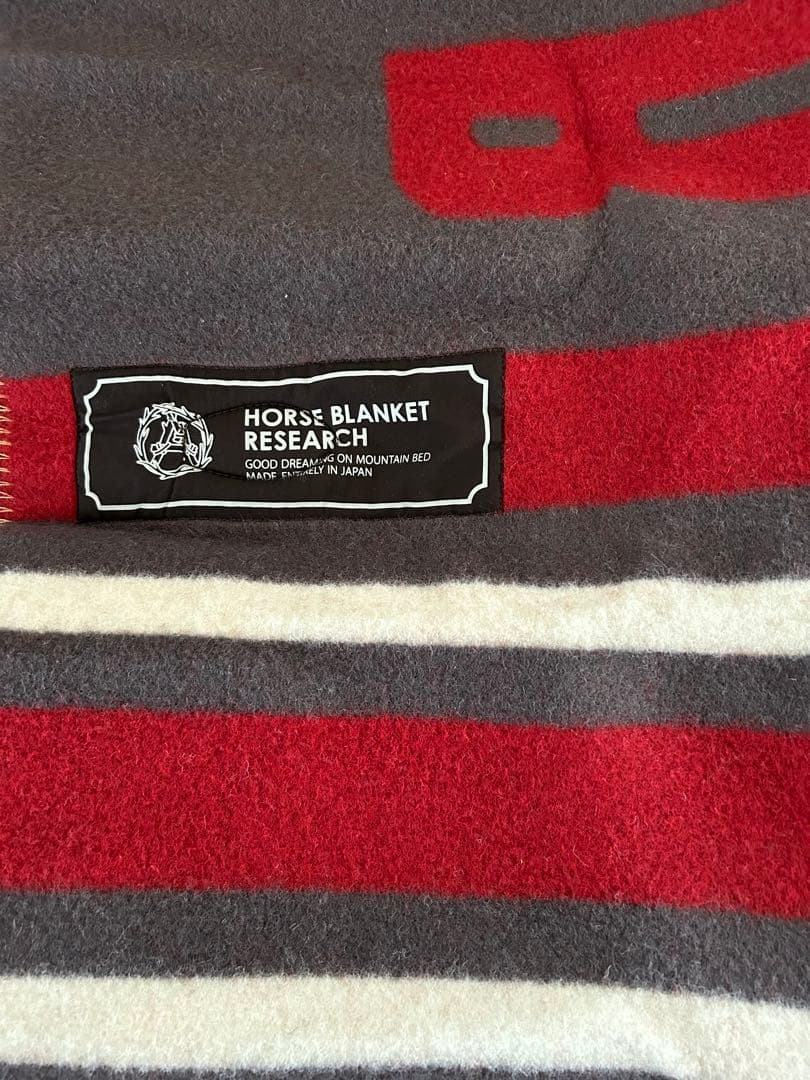 HORSE BLANKET
RESEARCH
GOOD DREAMING ON MOUNTAIN BED
MADE ENTIRELY IN JAPAN